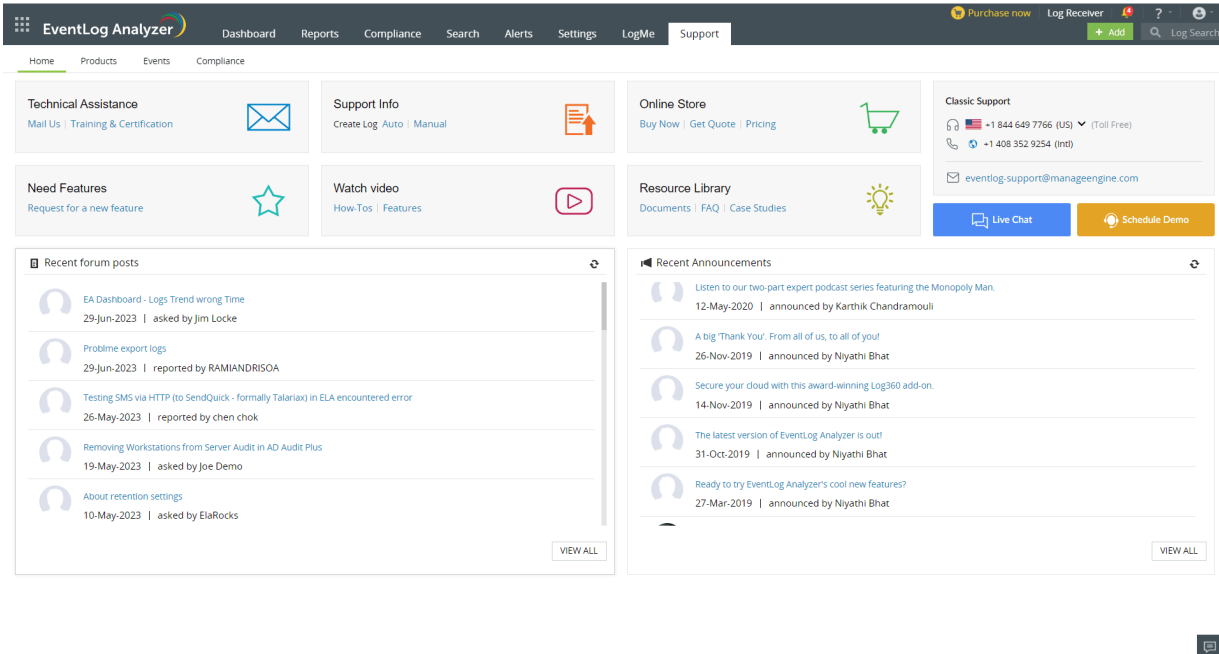 Purchase now | Log Receiver 4 ?
EventLog Analyzer Dashboard Reports Compliance Search Alerts Settings LogMe Support + Add Log Search
Home Products Events Compliance
Technical Assistance
Mail Us | Training & Certification
Support Info
Create Log Auto | Manual
Online Store
Buy Now | Get Quote | Pricing
Classic Support
+1 844 649 7766 (US) (Toll Free)
+1 408 352 9254 (Intl)
eventlog-support@manageengine.com
Need Features
Request for a new feature
Watch video
How-Tos | Features
Resource Library
Documents | FAQ | Case Studies
Live Chat
Schedule Demo
Recent forum posts
EA Dashboard - Logs Trend wrong Time
29-Jun-2023 | asked by Jim Locke
Problme export logs
29-Jun-2023 | reported by RAMIANDRISOA
Testing SMS via HTTP (to SendQuick - formally Talariax) in ELA encountered error
26-May-2023 | reported by chen chok
Removing Workstations from Server Audit in AD Audit Plus
19-May-2023 | asked by Joe Demo
About retention settings
10-May-2023 | asked by ElaRocks
VIEW ALL
Recent Announcements
Listen to our two-part expert podcast series featuring the Monopoly Man.
12-May-2020 | announced by Karthik Chandramouli
A big 'Thank You'. From all of us, to all of you!
26-Nov-2019 | announced by Niyathi Bhat
Secure your cloud with this award-winning Log360 add-on.
14-Nov-2019 | announced by Niyathi Bhat
The latest version of EventLog Analyzer is out!
31-Oct-2019 | announced by Niyathi Bhat
Ready to try EventLog Analyzer's cool new features?
27-Mar-2019 | announced by Niyathi Bhat
VIEW ALL